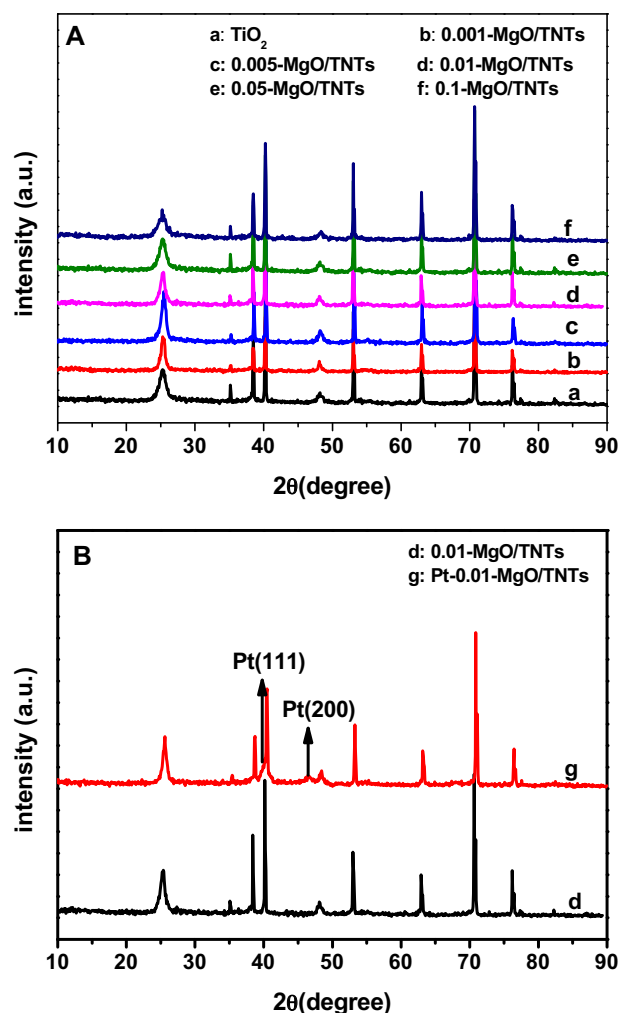 A
a: TiO₂ b: 0.001-MgO/TNTs
c: 0.005-MgO/TNTs d: 0.01-MgO/TNTs
e: 0.05-MgO/TNTs f: 0.1-MgO/TNTs
intensity (a.u.)
f
e
d
c
b
a
10 20 30 40 50 60 70 80 90
2θ(degree)
B
d: 0.01-MgO/TNTs
g: Pt-0.01-MgO/TNTs
Pt(111)
Pt(200)
intensity (a.u.)
g
d
10 20 30 40 50 60 70 80 90
2θ(degree)